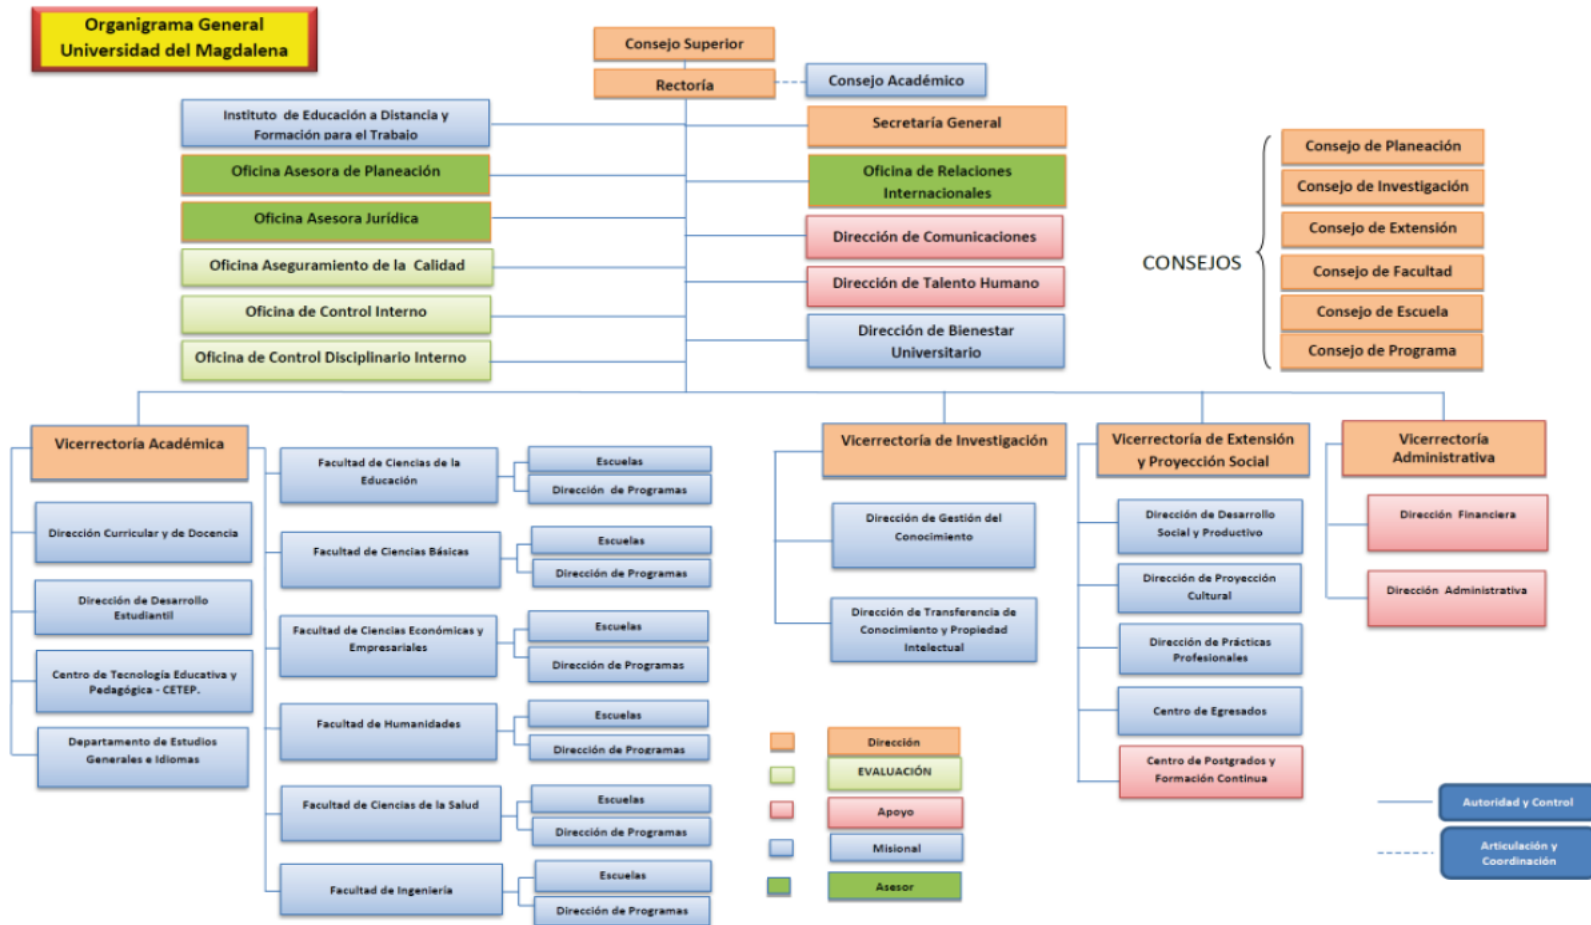 Organigrama General
Universidad del Magdalena
Consejo Superior
Rectoría
Consejo Académico
Instituto de Educación a Distancia y
Formación para el Trabajo
Secretaría General
Oficina Asesora de Planeación
Oficina de Relaciones
Internacionales
Oficina Asesora Jurídica
Dirección de Comunicaciones
Oficina Aseguramiento de la Calidad
Dirección de Talento Humano
Oficina de Control Interno
Dirección de Bienestar
Universitario
Oficina de Control Disciplinario Interno
CONSEJOS
Consejo de Planeación
Consejo de Investigación
Consejo de Extensión
Consejo de Facultad
Consejo de Escuela
Consejo de Programa
Vicerrectoría Académica
Dirección Curricular y de Docencia
Dirección de Desarrollo
Estudiantil
Centro de Tecnología Educativa y
Pedagógica - CETEP.
Departamento de Estudios
Generales e Idiomas
Facultad de Ciencias de la
Educación
Escuelas
Dirección de Programas
Facultad de Ciencias Básicas
Escuelas
Dirección de Programas
Facultad de Ciencias Económicas y
Empresariales
Escuelas
Dirección de Programas
Facultad de Humanidades
Escuelas
Dirección de Programas
Facultad de Ciencias de la Salud
Escuelas
Dirección de Programas
Facultad de Ingeniería
Escuelas
Dirección de Programas
Vicerrectoría de Investigación
Dirección de Gestión del
Conocimiento
Dirección de Transferencia de
Conocimiento y Propiedad
Intelectual
Vicerrectoría de Extensión
y Proyección Social
Dirección de Desarrollo
Social y Productivo
Dirección de Proyección
Cultural
Dirección de Prácticas
Profesionales
Centro de Egresados
Centro de Postgrados y
Formación Continua
Vicerrectoría
Administrativa
Dirección Financiera
Dirección Administrativa
Dirección
EVALUACIÓN
Apoyo
Misional
Asesor
Autoridad y Control
Articulación y
Coordinación